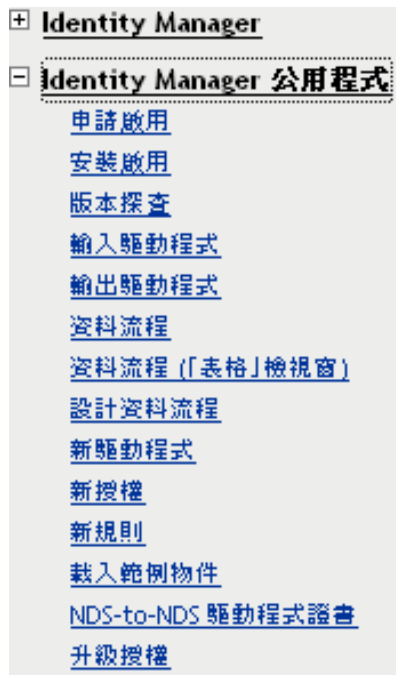 Identity Manager
Identity Manager 公用程式
申請啟用
安裝啟用
版本探查
輸入驅動程式
輸出驅動程式
資料流程
資料流程 (「表格」檢視窗)
設計資料流程
新驅動程式
新授權
新規則
載入範例物件
NDS-to-NDS 驅動程式證書
升級授權